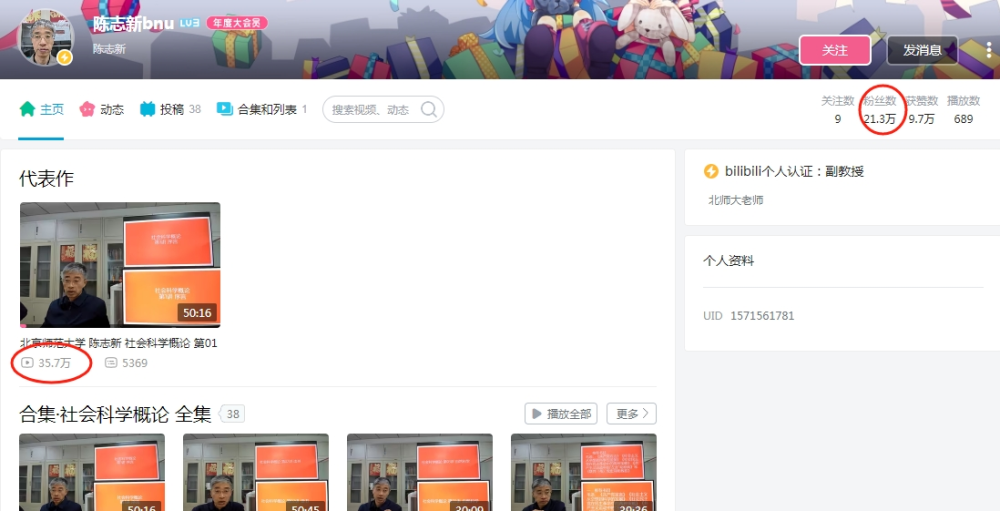 陈志新bnu LV3 年度大会员
陈志新
关注
发消息
主页
动态
投稿 38
合集和列表 1
搜索视频、动态
关注数
9
粉丝数
21.3万
获赞数
9.7万
播放数
689
代表作
社会科学概论
50:16
北京师范大学 陈志新 社会科学概论 第01
35.7万
5369
合集·社会科学概论 全集 38
播放全部
更多
50:16
50:45
bilibili个人认证：副教授
北师大老师
个人资料
UID 1571561781